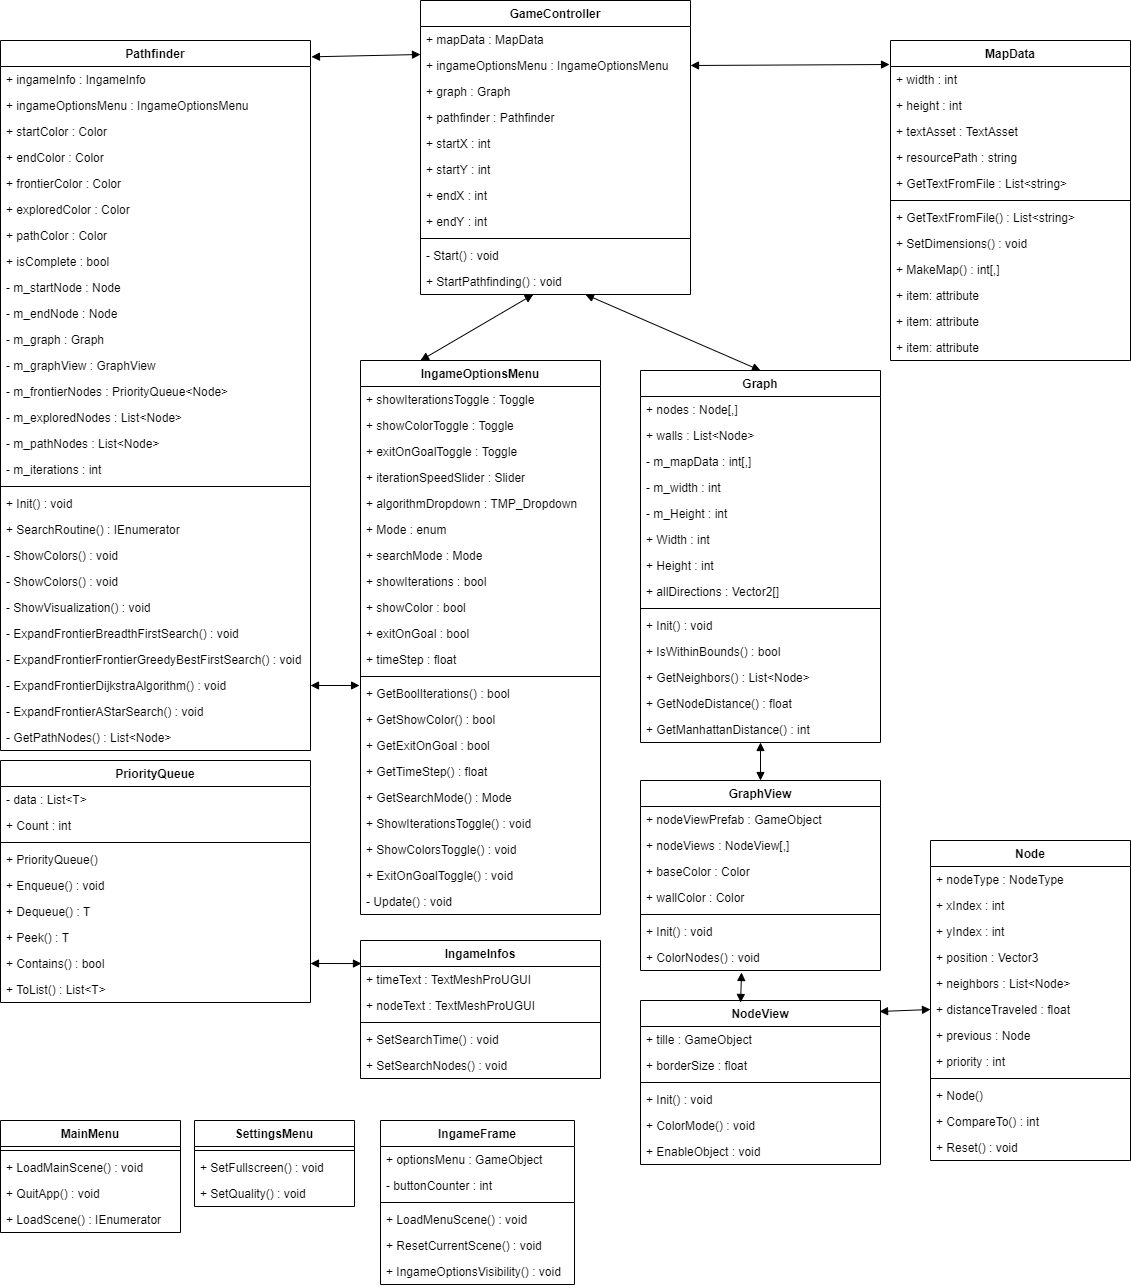 GameController
+ mapData : MapData
+ ingameOptionsMenu : IngameOptionsMenu
+ graph : Graph
+ pathfinder : Pathfinder
+ startX : int
+ startY : int
+ endX : int
+ endY : int
- Start() : void
+ StartPathfinding() : void
Pathfinder
+ ingameInfo : IngameInfo
+ ingameOptionsMenu : IngameOptionsMenu
+ startColor : Color
+ endColor : Color
+ frontierColor : Color
+ exploredColor : Color
+ pathColor : Color
+ isComplete : bool
- m_startNode : Node
- m_endNode : Node
- m_graph : Graph
- m_graphView : GraphView
- m_frontierNodes : PriorityQueue<Node>
- m_exploredNodes : List<Node>
- m_pathNodes : List<Node>
- m_iterations : int
+ Init() : void
+ SearchRoutine() : IEnumerator
- ShowColors() : void
- ShowColors() : void
- ShowVisualization() : void
- ExpandFrontierBreadthFirstSearch() : void
- ExpandFrontierFrontierGreedyBestFirstSearch() : void
- ExpandFrontierDijkstraAlgorithm() : void
- ExpandFrontierAStarSearch() : void
- GetPathNodes() : List<Node>
MapData
+ width : int
+ height : int
+ textAsset : TextAsset
+ resourcePath : string
+ GetTextFromFile : List<string>
+ GetTextFromFile() : List<string>
+ SetDimensions() : void
+ MakeMap() : int[,]
+ item: attribute
+ item: attribute
+ item: attribute
IngameOptionsMenu
+ showIterationsToggle : Toggle
+ showColorToggle : Toggle
+ exitOnGoalToggle : Toggle
+ iterationSpeedSlider : Slider
+ algorithmDropdown : TMP_Dropdown
+ Mode : enum
+ searchMode : Mode
+ showIterations : bool
+ showColor : bool
+ exitOnGoal : bool
+ timeStep : float
+ GetBoolIterations() : bool
+ GetShowColor() : bool
+ GetExitOnGoal : bool
+ GetTimeStep() : float
+ GetSearchMode() : Mode
+ ShowIterationsToggle() : void
+ ShowColorsToggle() : void
+ ExitOnGoalToggle() : void
- Update() : void
Graph
+ nodes : Node[,]
+ walls : List<Node>
- m_mapData : int[,]
- m_width : int
- m_Height : int
+ Width : int
+ Height : int
+ allDirections : Vector2[]
+ Init() : void
+ IsWithinBounds() : bool
+ GetNeighbors() : List<Node>
+ GetNodeDistance() : float
+ GetManhattanDistance() : int
PriorityQueue
- data : List<T>
+ Count : int
+ PriorityQueue()
+ Enqueue() : void
+ Dequeue() : T
+ Peek() : T
+ Contains() : bool
+ ToList() : List<T>
GraphView
+ nodeViewPrefab : GameObject
+ nodeViews : NodeView[,]
+ baseColor : Color
+ wallColor : Color
+ Init() : void
+ ColorNodes() : void
Node
+ nodeType : NodeType
+ xIndex : int
+ yIndex : int
+ position : Vector3
+ neighbors : List<Node>
+ distanceTraveled : float
+ previous : Node
+ priority : int
+ Node()
+ CompareTo() : int
+ Reset() : void
IngameInfos
+ timeText : TextMeshProUGUI
+ nodeText : TextMeshProUGUI
+ SetSearchTime() : void
+ SetSearchNodes() : void
NodeView
+ tille : GameObject
+ borderSize : float
+ Init() : void
+ ColorMode() : void
+ EnableObject : void
MainMenu
+ LoadMainScene() : void
+ QuitApp() : void
+ LoadScene() : IEnumerator
SettingsMenu
+ SetFullscreen() : void
+ SetQuality() : void
IngameFrame
+ optionsMenu : GameObject
- buttonCounter : int
+ LoadMenuScene() : void
+ ResetCurrentScene() : void
+ IngameOptionsVisibility() : void